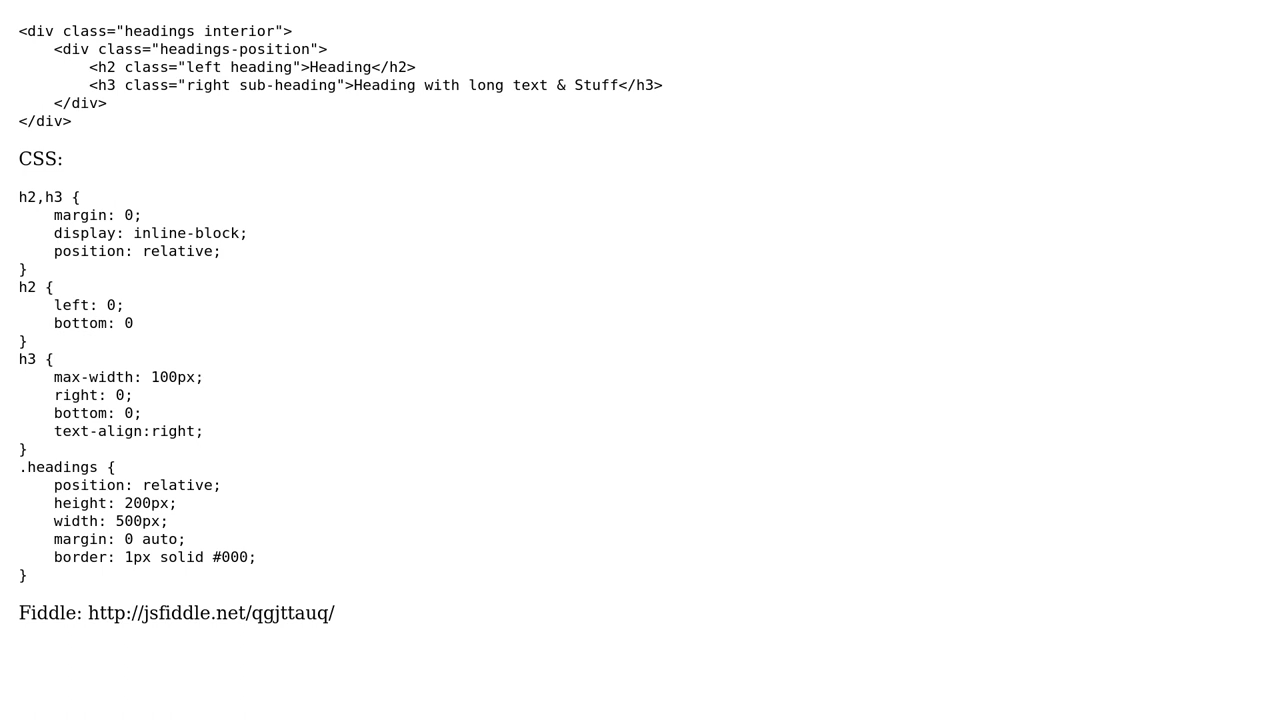 <div class="headings interior">
    <div class="headings-position">
        <h2 class="left heading">Heading</h2>
        <h3 class="right sub-heading">Heading with long text & Stuff</h3>
    </div>
</div>
CSS:
h2,h3 {
    margin: 0;
    display: inline-block;
    position: relative;
}
h2 {
    left: 0;
    bottom: 0
}
h3 {
    max-width: 100px;
    right: 0;
    bottom: 0;
    text-align:right;
}
.headings {
    position: relative;
    height: 200px;
    width: 500px;
    margin: 0 auto;
    border: 1px solid #000;
}
Fiddle: http://jsfiddle.net/qgjttauq/